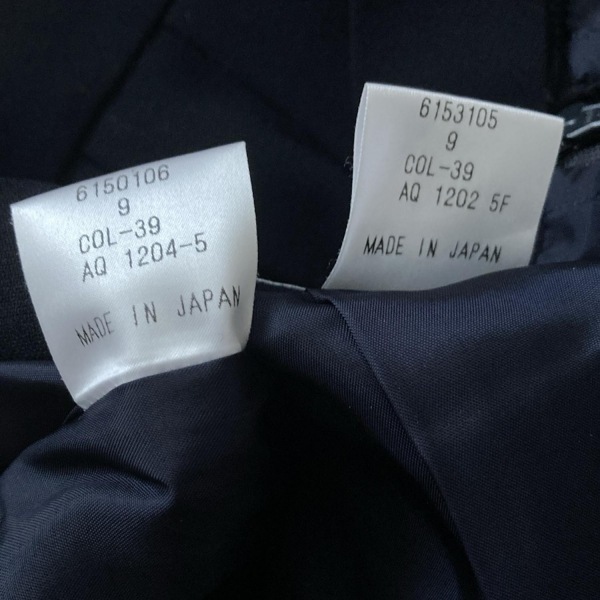 6150106
9
COL-39
AQ 1204-5
MADE IN JAPAN
6153105
9
COL-39
AQ 1202 5F
MADE IN JAPAN